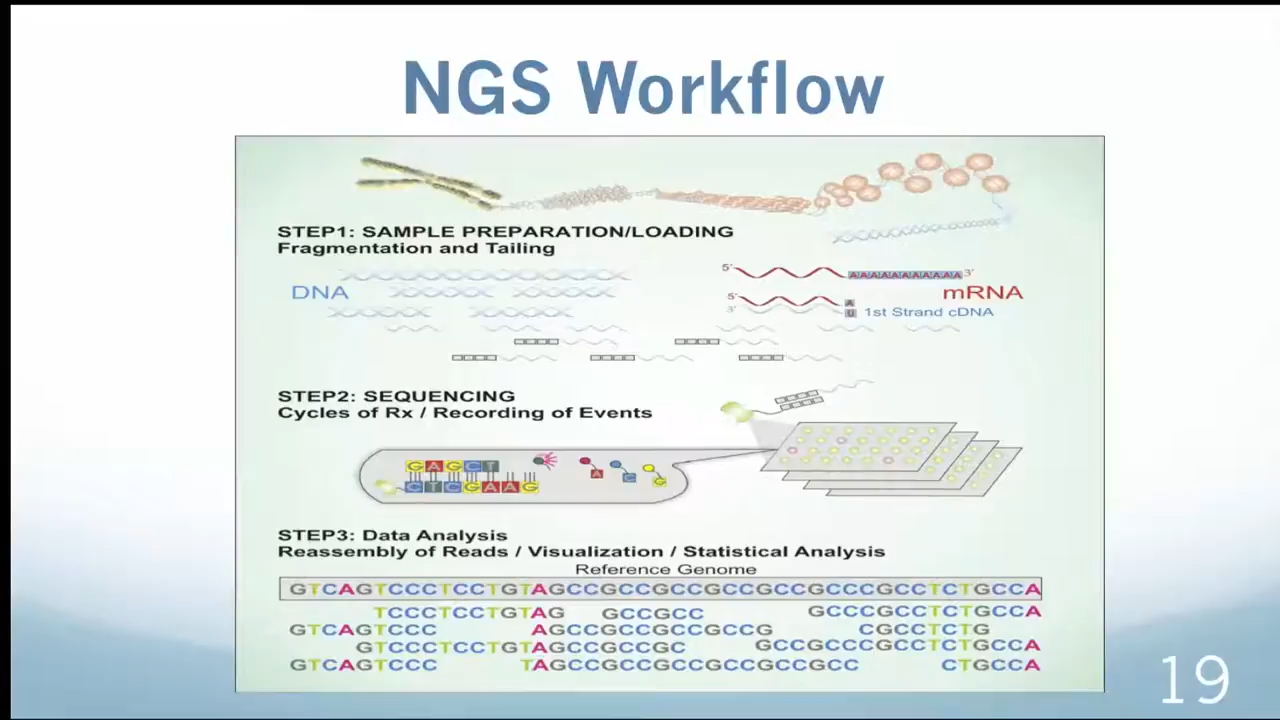 NGS Workflow
STEP1: SAMPLE PREPARATION/LOADING
Fragmentation and Tailing
5´ AAAAAAAAAAA 3´
DNA
mRNA
5´ A
3´ U 1st Strand cDNA
STEP2: SEQUENCING
Cycles of Rx / Recording of Events
GAGCT
A C G
CTCGAAG
STEP3: Data Analysis
Reassembly of Reads / Visualization / Statistical Analysis
Reference Genome
GTCAGTCCCTCCTGTAGCCGCCGCCGCCGCCGCCCGCCTCTGCCA
TCCCTCCTGTAG GCCGCC GCCCGCCTCTGCCA
GTCAGTCCC AGCCGCCGCCGCCG CGCCTCTG
GTCCCTCCTGTAGCCGCCGC GCCGCCCGCCTCTGCCA
GTCAGTCCC TAGCCGCCGCCGCCGCCGCC CTGCCA
19